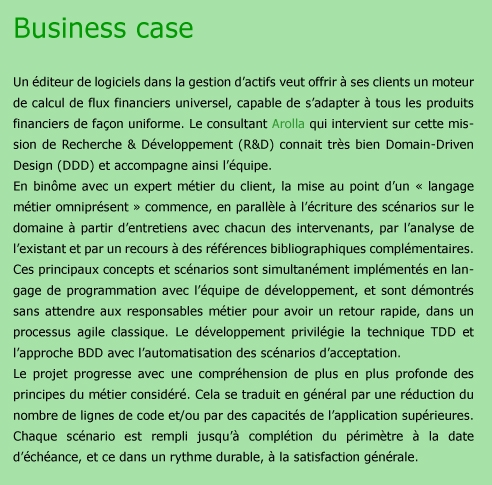 Business case
Un éditeur de logiciels dans la gestion d’actifs veut offrir à ses clients un moteur
de calcul de flux financiers universel, capable de s’adapter à tous les produits
financiers de façon uniforme. Le consultant Arolla qui intervient sur cette mis-
sion de Recherche & Développement (R&D) connait très bien Domain-Driven
Design (DDD) et accompagne ainsi l’équipe.
En binôme avec un expert métier du client, la mise au point d’un « langage
métier omniprésent » commence, en parallèle à l’écriture des scénarios sur le
domaine à partir d’entretiens avec chacun des intervenants, par l’analyse de
l’existant et par un recours à des références bibliographiques complémentaires.
Ces principaux concepts et scénarios sont simultanément implémentés en lan-
gage de programmation avec l’équipe de développement, et sont démontrés
sans attendre aux responsables métier pour avoir un retour rapide, dans un
processus agile classique. Le développement privilégie la technique TDD et
l’approche BDD avec l’automatisation des scénarios d’acceptation.
Le projet progresse avec une compréhension de plus en plus profonde des
principes du métier considéré. Cela se traduit en général par une réduction du
nombre de lignes de code et/ou par des capacités de l’application supérieures.
Chaque scénario est rempli jusqu’à complétion du périmètre à la date
d’échéance, et ce dans un rythme durable, à la satisfaction générale.